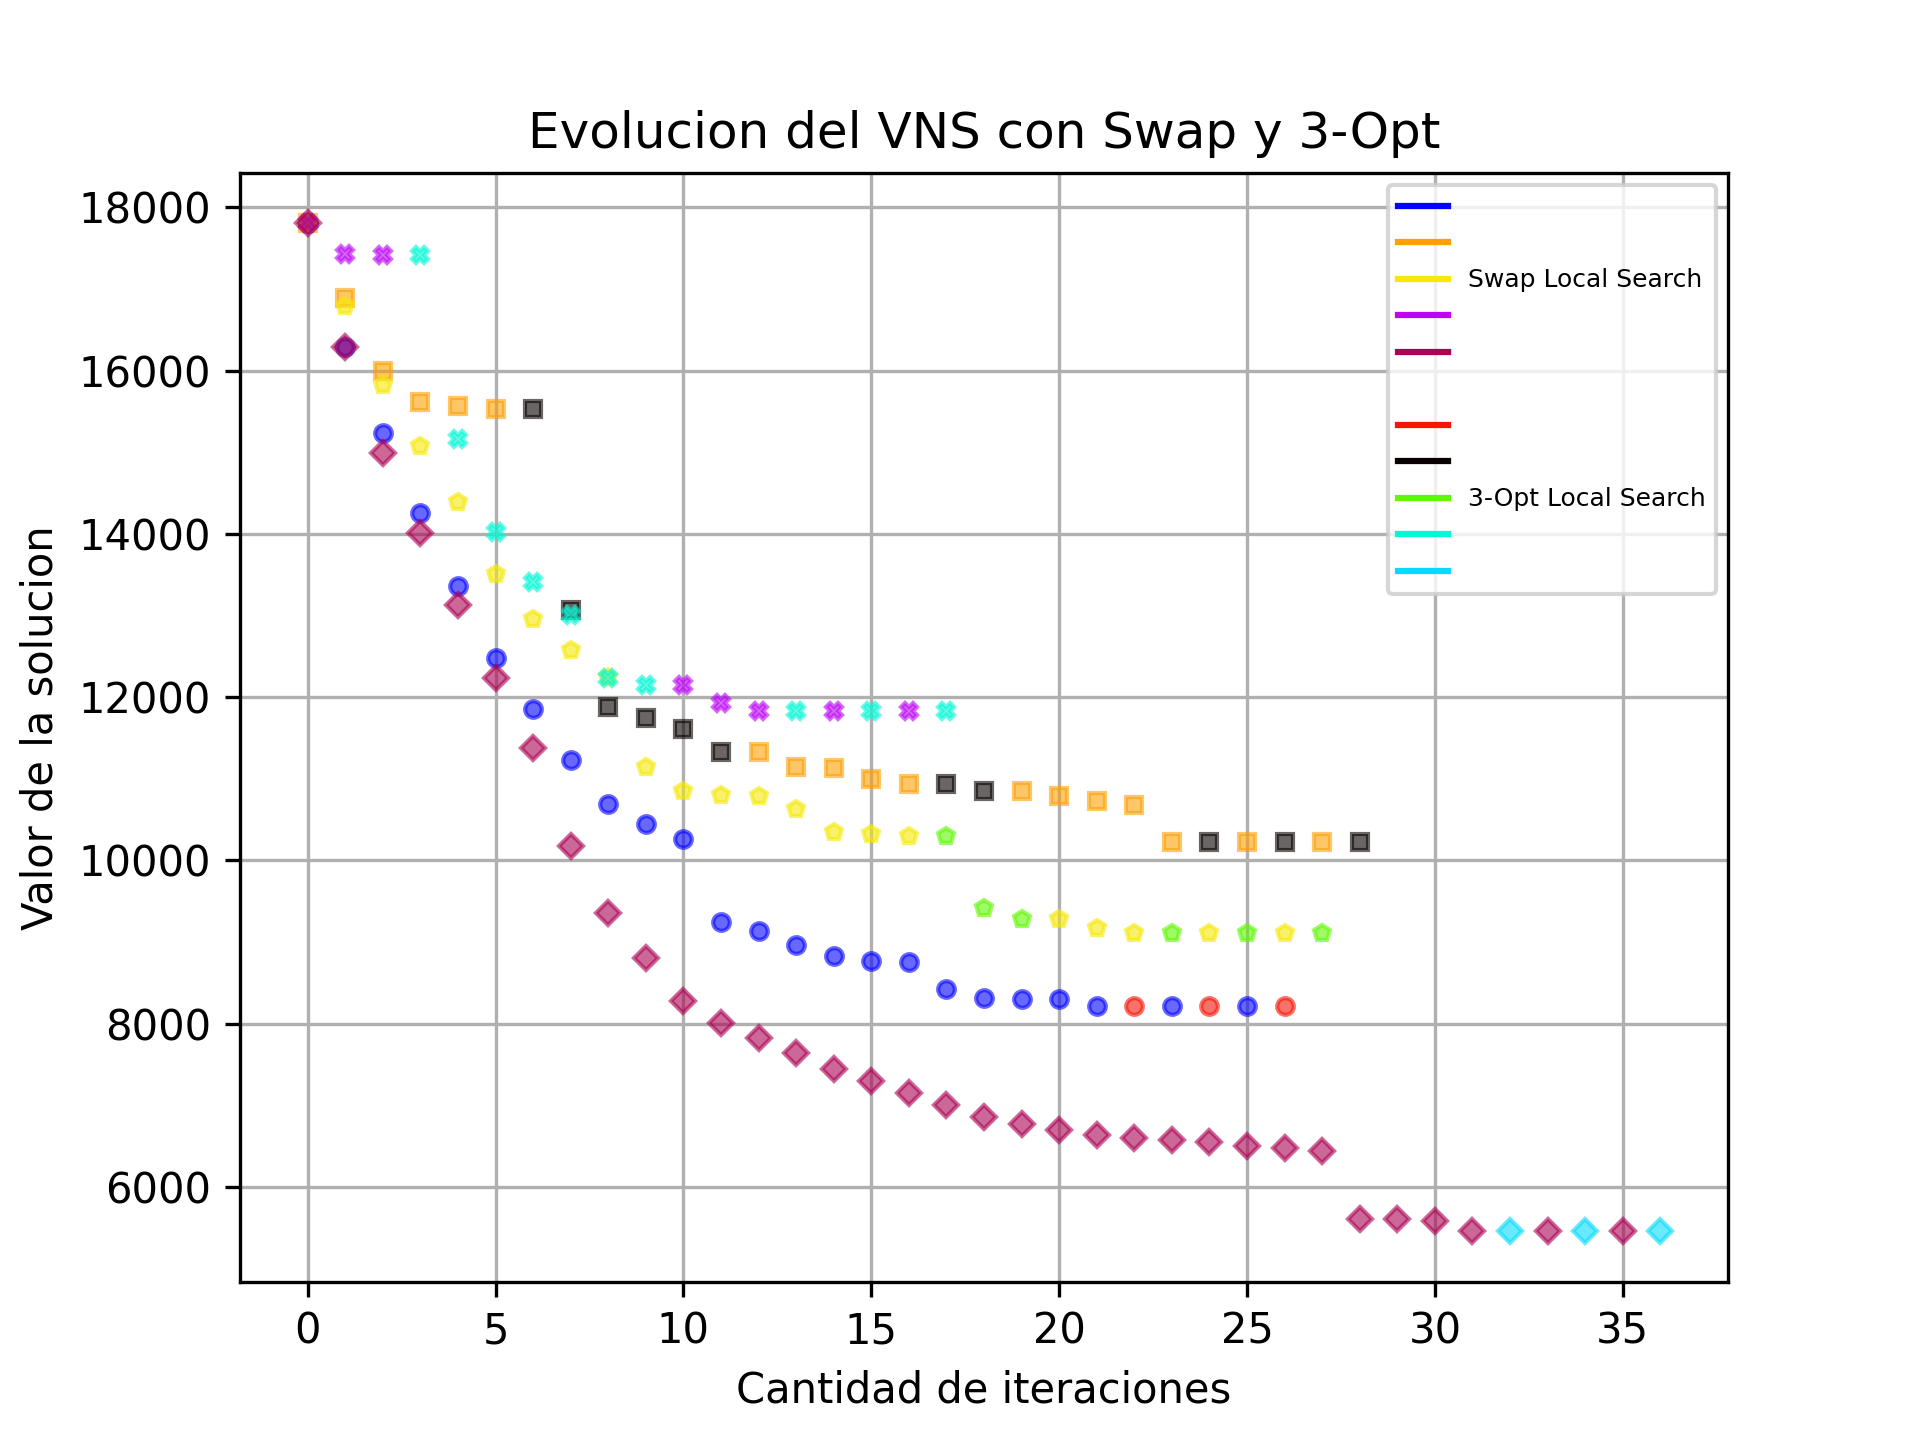 Evolucion del VNS con Swap y 3-Opt
18000
16000
14000
12000
10000
8000
6000
Valor de la solucion
Swap Local Search
3-Opt Local Search
0 5 10 15 20 25 30 35
Cantidad de iteraciones